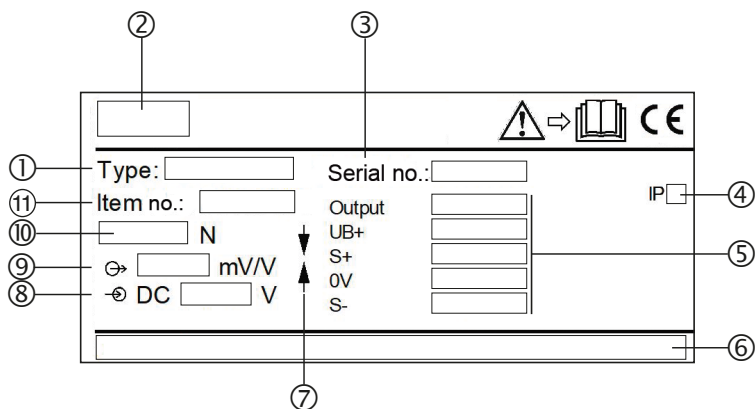 ② ③
CE
① Type: Serial no.:
⑪ Item no.: IP ④
Output
⑩ N UB+
⑨ mV/V S+ ⑤
⑧ DC V 0V
S-
⑥
⑦